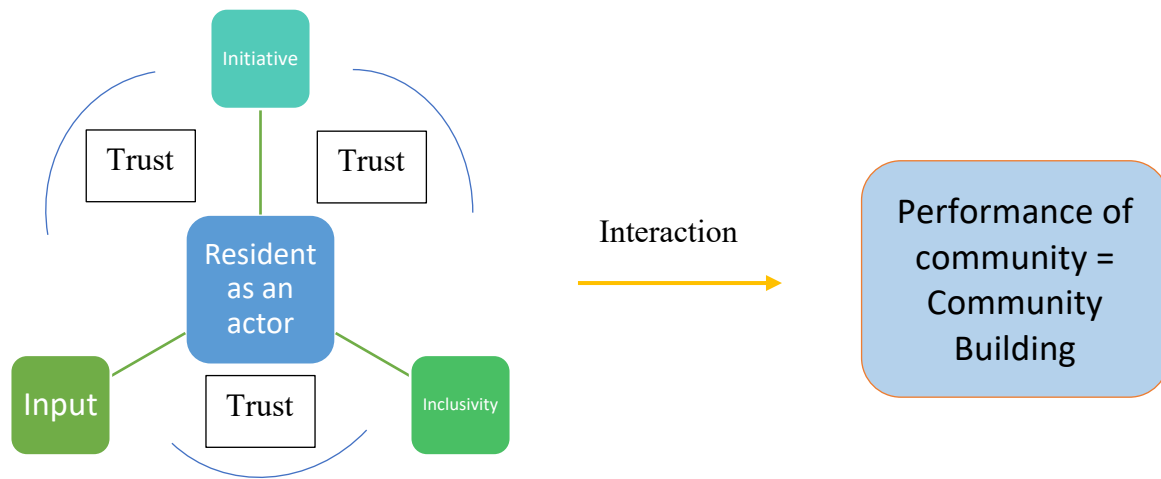 Initiative
Trust
Trust
Resident
as an
actor
Interaction
Performance of
community =
Community
Building
Input
Trust
Inclusivity